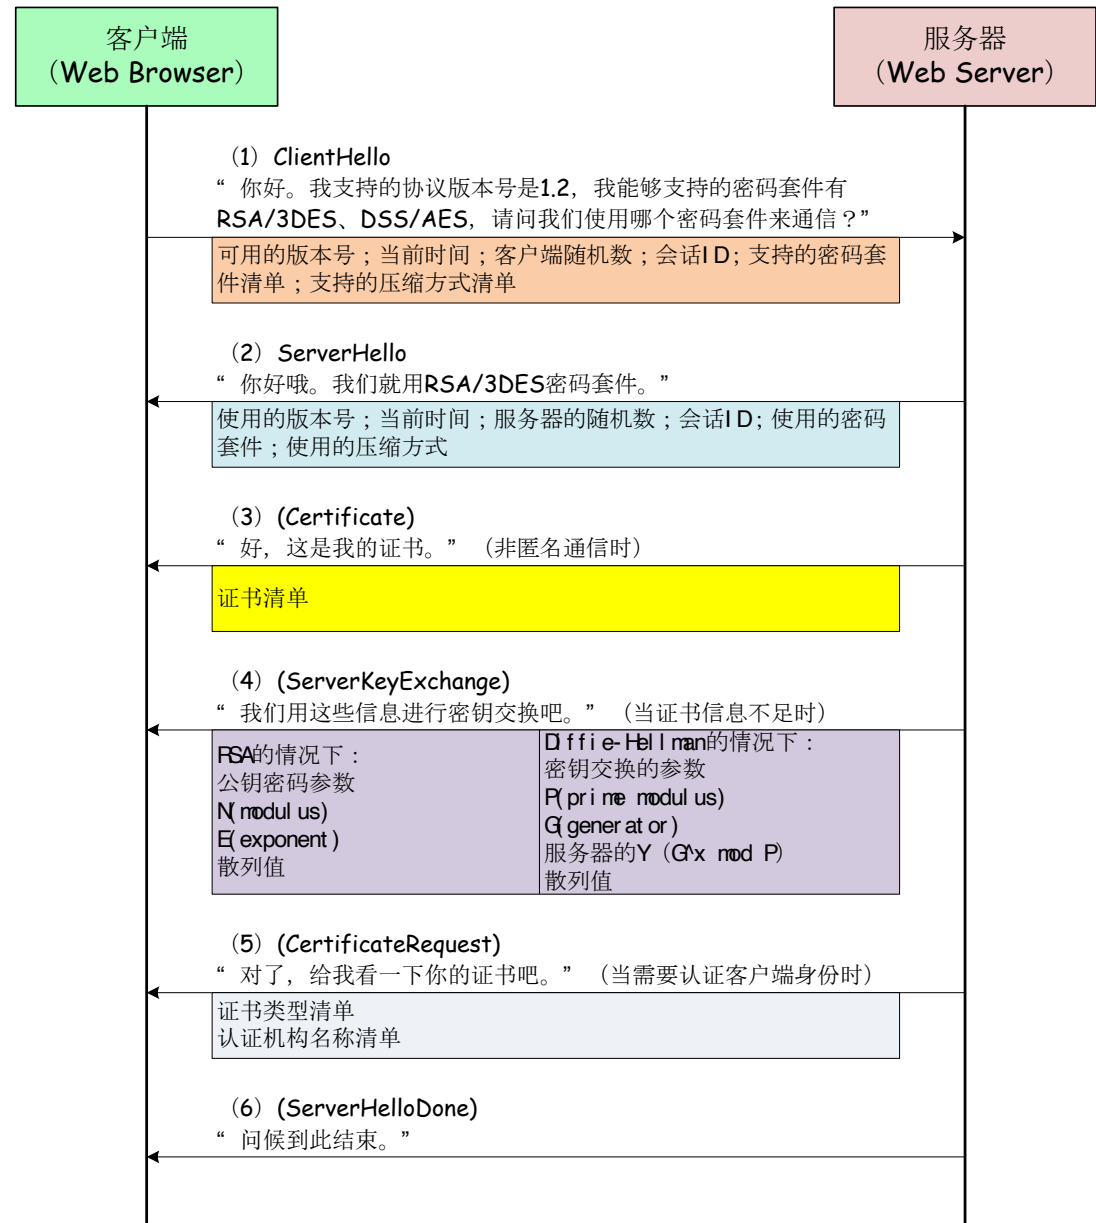 客户端
（Web Browser）
服务器
（Web Server）
（1）ClientHello
“ 你好。我支持的协议版本号是1.2，我能够支持的密码套件有
RSA/3DES、DSS/AES，请问我们使用哪个密码套件来通信？”
可用的版本号；当前时间；客户端随机数；会话ID；支持的密码套
件清单；支持的压缩方式清单
（2）ServerHello
“ 你好哦。我们就用RSA/3DES密码套件。”
使用的版本号；当前时间；服务器的随机数；会话ID；使用的密码
套件；使用的压缩方式
（3）(Certificate)
“ 好，这是我的证书。”（非匿名通信时）
证书清单
（4）(ServerKeyExchange)
“ 我们用这些信息进行密钥交换吧。”（当证书信息不足时）
RSA的情况下：
公钥密码参数
N(modulus)
E(exponent)
散列值
Diffie-Hellman的情况下：
密钥交换的参数
P(prime modulus)
G(generator)
服务器的Y（G^x mod P）
散列值
（5）(CertificateRequest)
“ 对了，给我看一下你的证书吧。”（当需要认证客户端身份时）
证书类型清单
认证机构名称清单
（6）(ServerHelloDone)
“ 问候到此结束。”